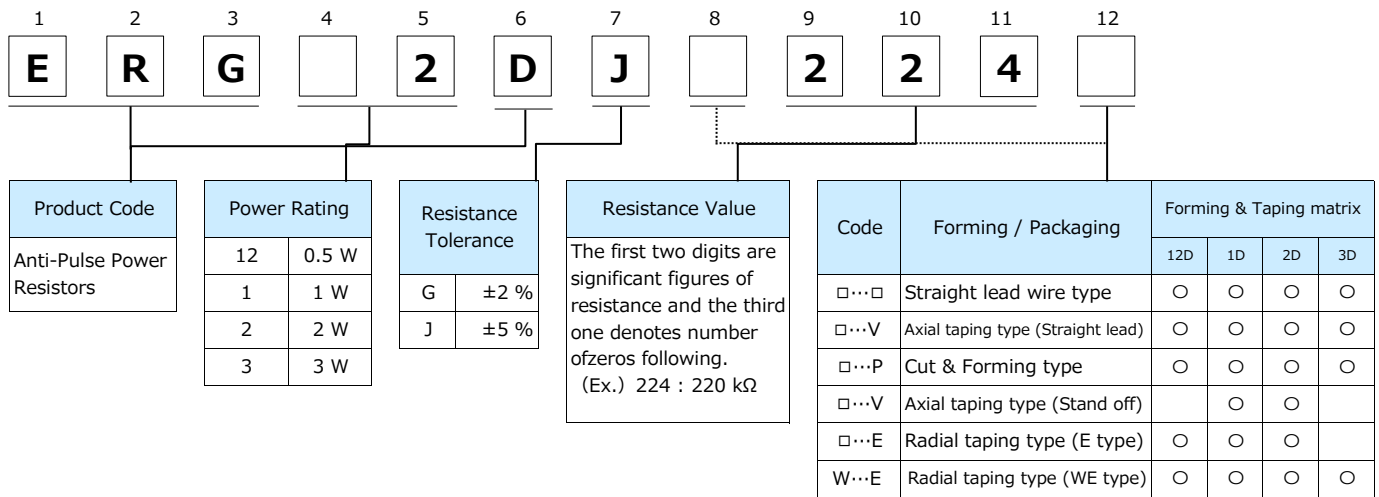 1 2 3 4 5 6 7 8 9 10 11 12
E R G 2 D J 2 2 4
Product Code
Anti-Pulse Power
Resistors
Power Rating
12 0.5 W
1 1 W
2 2 W
3 3 W
Resistance
Tolerance
G ±2 %
J ±5 %
Resistance Value
The first two digits are
significant figures of
resistance and the third
one denotes number
ofzeros following.
(Ex.) 224 : 220 kΩ
Code Forming / Packaging Forming & Taping matrix
12D 1D 2D 3D
□⋯□ Straight lead wire type ○ ○ ○ ○
□⋯V Axial taping type (Straight lead) ○ ○ ○ ○
□⋯P Cut & Forming type ○ ○ ○ ○
□⋯V Axial taping type (Stand off) ○ ○
□⋯E Radial taping type (E type) ○ ○ ○
W⋯E Radial taping type (WE type) ○ ○ ○ ○